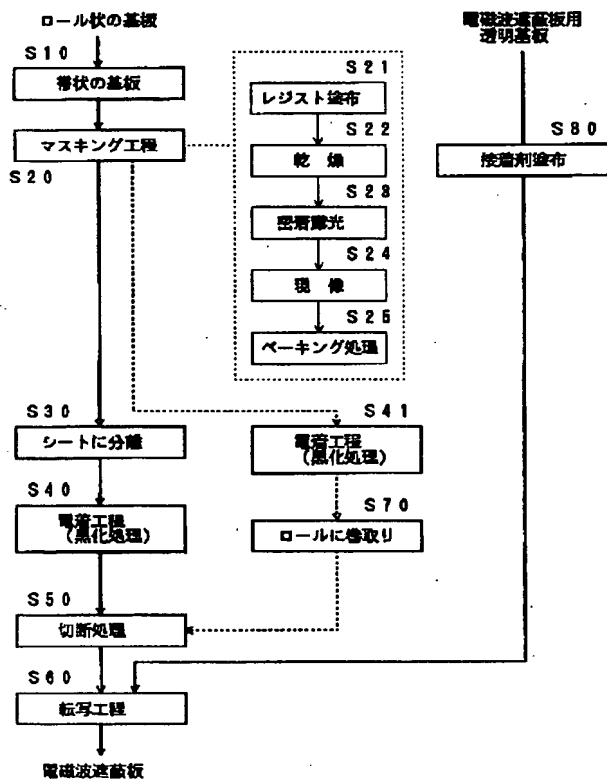 ロール状の基板
S10
帯状の基板
マスキング工程
S20
S21
レジスト塗布
S22
乾 燥
S23
密着露光
S24
現 像
S25
ベーキング処理
電磁波遮蔽板用
透明基板
S80
接着剤塗布
S30
シートに分離
S40
電着工程
(黒化処理)
S41
電着工程
(黒化処理)
S70
ロールに巻取り
S50
切断処理
S60
転写工程
電磁波遮蔽板